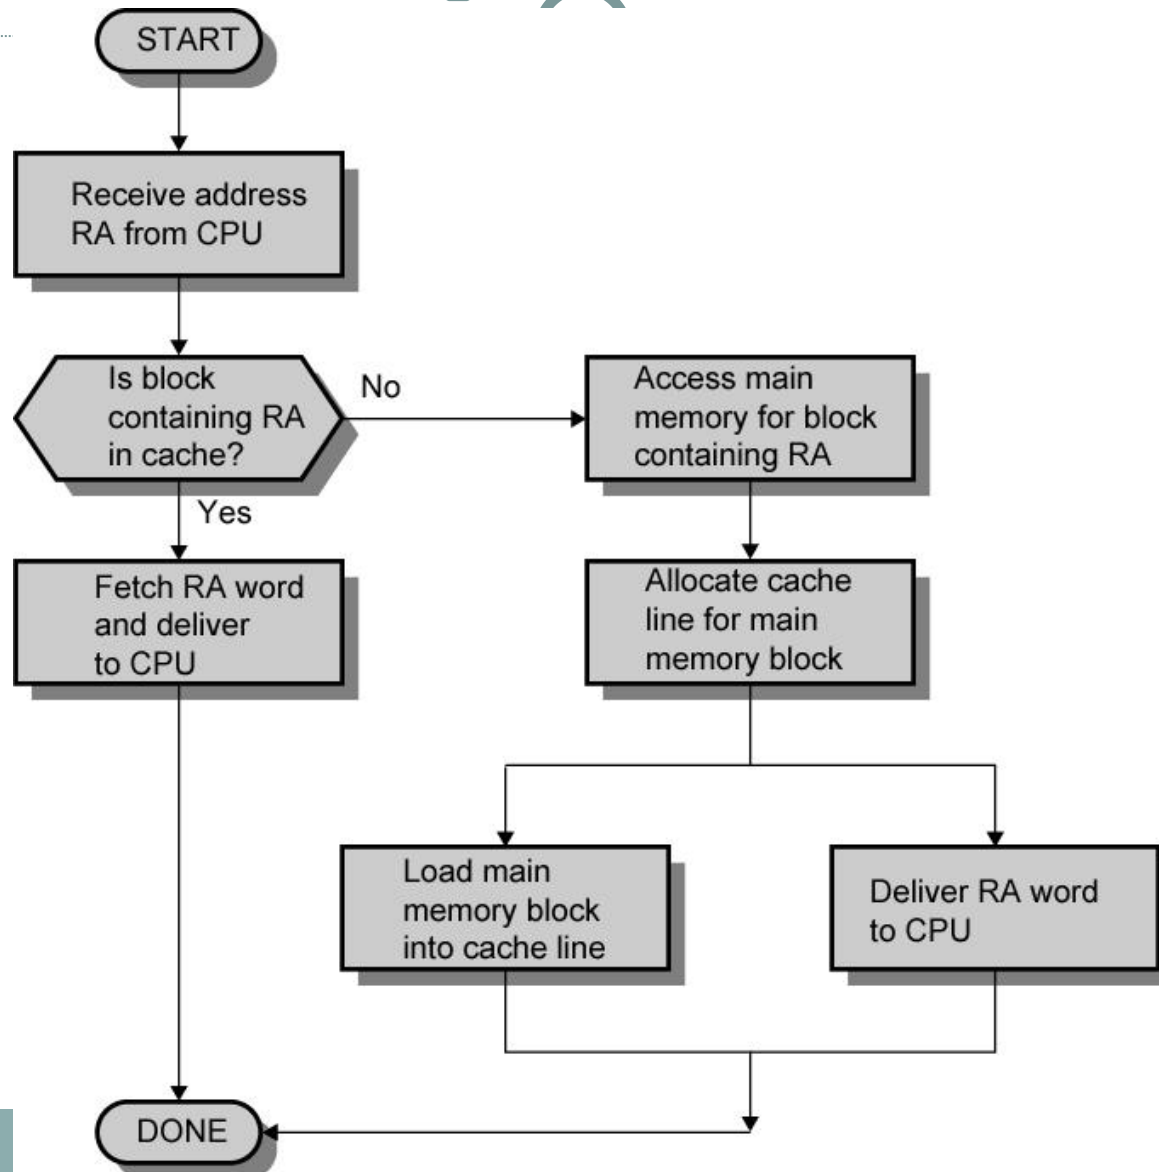 START
Receive address
RA from CPU
Is block
containing RA
in cache?
No
Access main
memory for block
containing RA
Yes
Fetch RA word
and deliver
to CPU
Allocate cache
line for main
memory block
Load main
memory block
into cache line
Deliver RA word
to CPU
DONE